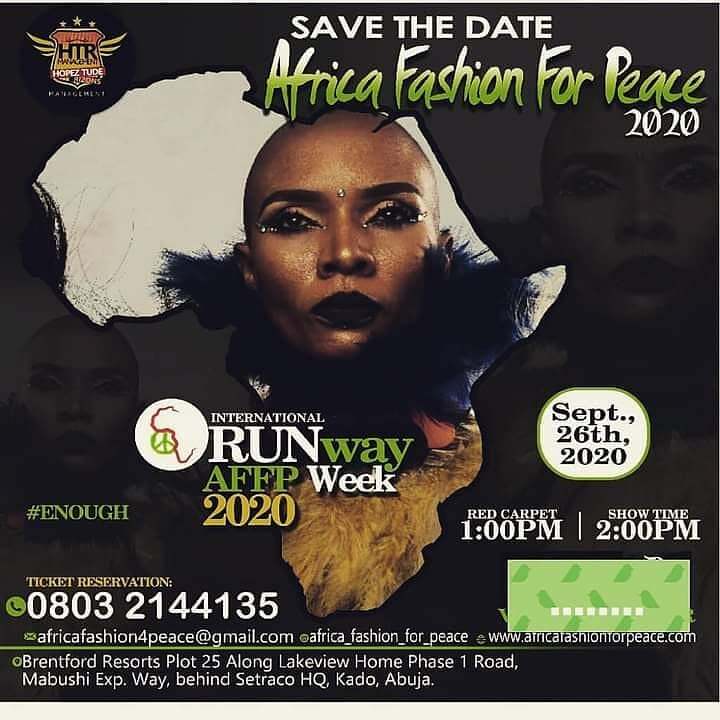 HTR
MANAGEMENT
HOPEZ TUDE
MANAGEMENT
SAVE THE DATE
Africa Fashion For Peace
2020
INTERNATIONAL
RUNway
AFFP Week
2020
Sept.,
26th,
2020
#ENOUGH
RED CARPET
1:00PM
SHOW TIME
2:00PM
TICKET RESERVATION:
0803 2144135
africafashion4peace@gmail.com africa_fashion_for_peace www.africafashionforpeace.com
Brentford Resorts Plot 25 Along Lakeview Home Phase 1 Road,
Mabushi Exp. Way, behind Setraco HQ, Kado, Abuja.